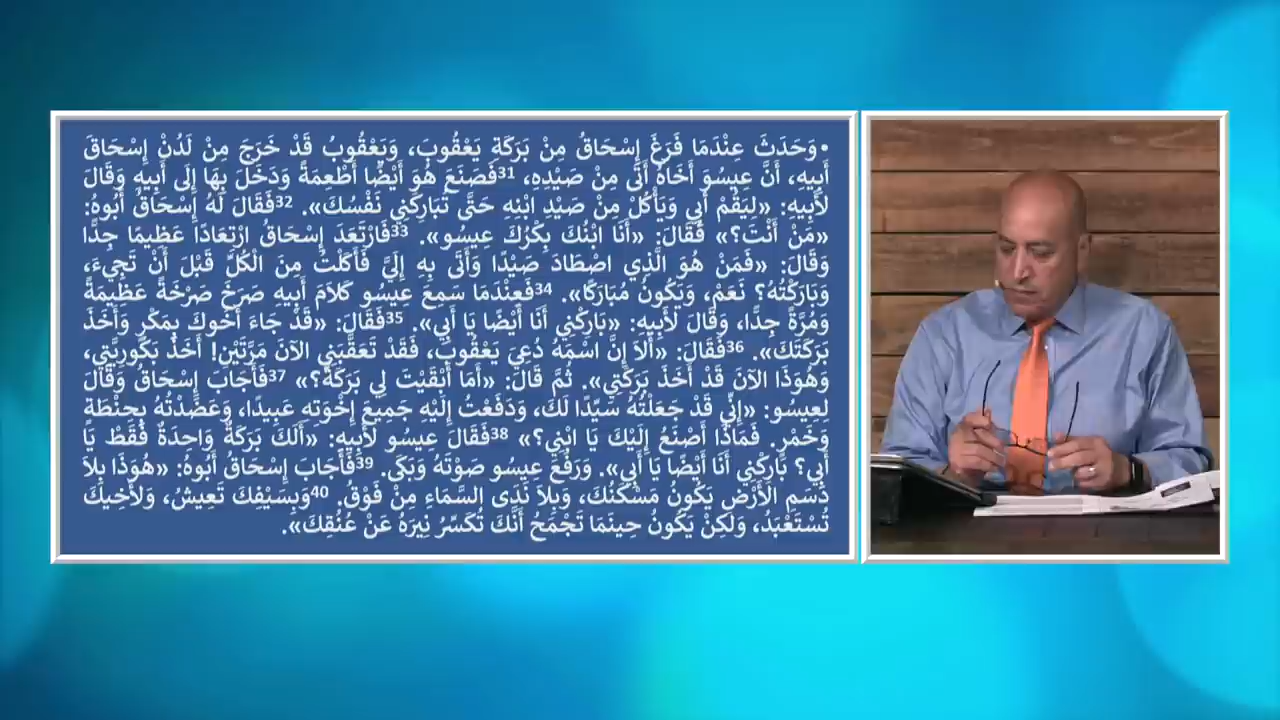 •وَحَدَثَ عِنْدَمَا فَرَغَ إِسْحَاقُ مِنْ بَرَكَةِ يَعْقُوبَ، وَيَعْقُوبُ قَدْ خَرَجَ مِنْ لَدُنْ إِسْحَاقَ
أَبِيهِ، أَنَّ عِيسُوَ أَخَاهُ أَتَى مِنْ صَيْدِهِ، 31فَصَنَعَ هُوَ أَيْضًا أَطْعِمَةً وَدَخَلَ بِهَا إِلَى أَبِيهِ وَقَالَ
لأَبِيهِ: «لِيَقُمْ أَبِي وَيَأْكُلْ مِنْ صَيْدِ ابْنِهِ حَتَّى تُبَارِكَنِي نَفْسُكَ». 32فَقَالَ لَهُ إِسْحَاقُ أَبُوهُ:
«مَنْ أَنْتَ؟» فَقَالَ: «أَنَا ابْنُكَ بِكْرُكَ عِيسُو». 33فَارْتَعَدَ إِسْحَاقُ ارْتِعَادًا عَظِيمًا جِدًّا
وَقَالَ: «فَمَنْ هُوَ الَّذِي اصْطَادَ صَيْدًا وَأَتَى بِهِ إِلَيَّ فَأَكَلْتُ مِنَ الْكُلِّ قَبْلَ أَنْ تَجِيءَ،
وَبَارَكْتُهُ؟ نَعَمْ، وَيَكُونُ مُبَارَكًا». 34فَعِنْدَمَا سَمِعَ عِيسُو كَلاَمَ أَبِيهِ صَرَخَ صَرْخَةً عَظِيمَةً
وَمُرَّةً جِدًّا، وَقَالَ لأَبِيهِ: «بَارِكْنِي أَنَا أَيْضًا يَا أَبِي». 35فَقَالَ: «قَدْ جَاءَ أَخُوكَ بِمَكْرٍ وَأَخَذَ
بَرَكَتَكَ». 36فَقَالَ: «أَلاَ إِنَّ اسْمَهُ دُعِيَ يَعْقُوبَ، فَقَدْ تَعَقَّبَنِي الآنَ مَرَّتَيْنِ! أَخَذَ بَكُورِيَّتِي،
وَهُوَذَا الآنَ قَدْ أَخَذَ بَرَكَتِي». ثُمَّ قَالَ: «أَمَا أَبْقَيْتَ لِي بَرَكَةً؟» 37فَأَجَابَ إِسْحَاقُ وَقَالَ
لِعِيسُو: «إِنِّي قَدْ جَعَلْتُهُ سَيِّدًا لَكَ، وَدَفَعْتُ إِلَيْهِ جَمِيعَ إِخْوَتِهِ عَبِيدًا، وَعَضَدْتُهُ بِحِنْطَةٍ
وَخَمْرٍ. فَمَاذَا أَصْنَعُ إِلَيْكَ يَا ابْنِي؟» 38فَقَالَ عِيسُو لأَبِيهِ: «أَلَكَ بَرَكَةٌ وَاحِدَةٌ فَقَطْ يَا
أَبِي؟ بَارِكْنِي أَنَا أَيْضًا يَا أَبِي». وَرَفَعَ عِيسُو صَوْتَهُ وَبَكَى. 39فَأَجَابَ إِسْحَاقُ أَبُوهُ: «هُوَذَا بِلاَ
دَسَمِ الأَرْضِ يَكُونُ مَسْكَنُكَ، وَبِلاَ نَدَى السَّمَاءِ مِنْ فَوْقُ. 40وَبِسَيْفِكَ تَعِيشُ، وَلأَخِيكَ
تُسْتَعْبَدُ، وَلكِنْ يَكُونُ حِينَمَا تَجْمَحُ أَنَّكَ تُكَسِّرُ نِيرَهُ عَنْ عُنُقِكَ».